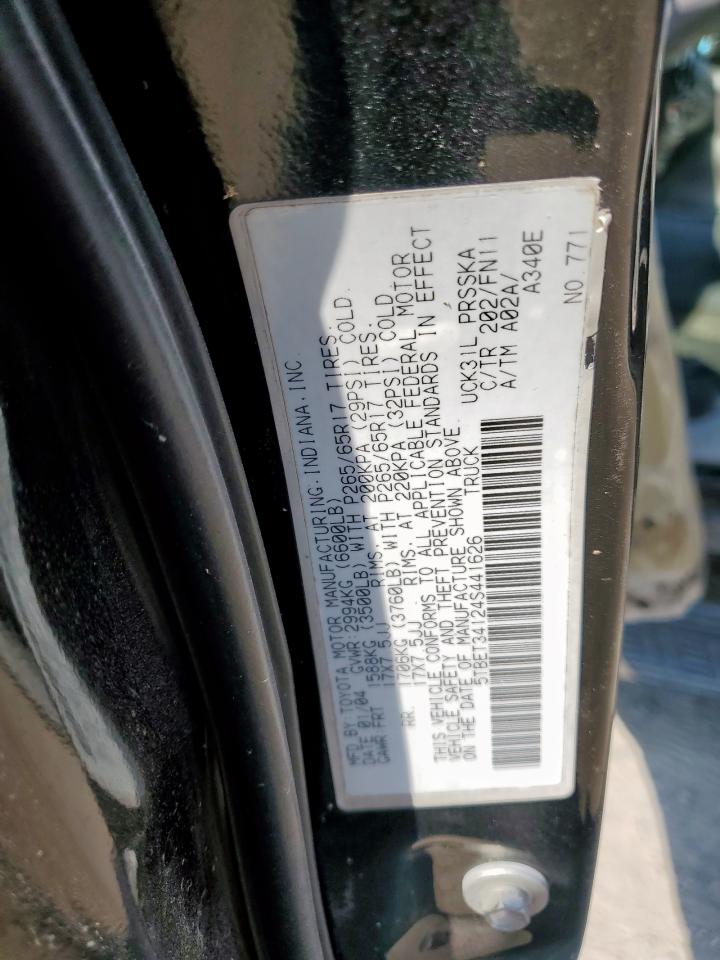 MFD BY TOYOTA MOTOR MANUFACTURING.INDIANA.INC.
DATE 01/04 GVWR 2994KG (6600LB)
GAWR FRT 1588KG (3500LB) WITH P265/65R17 TIRES.
17X7.5JJ RIMS. AT 200KPA (29PSI) COLD
RR. 1706KG (3760LB) WITH P265/65R17 TIRES.
17X7.5JJ RIMS. AT 220KPA (32PSI) COLD
THIS VEHICLE CONFORMS TO ALL APPLICABLE FEDERAL MOTOR
VEHICLE SAFETY AND THEFT PREVENTION STANDARDS IN EFFECT
ON THE DATE OF MANUFACTURE SHOWN ABOVE.
5TBET34124S441626 TRUCK
UCK31L PRSSKA
C/TR 202/FN11
A/TM A02A/
A340E
NO 771